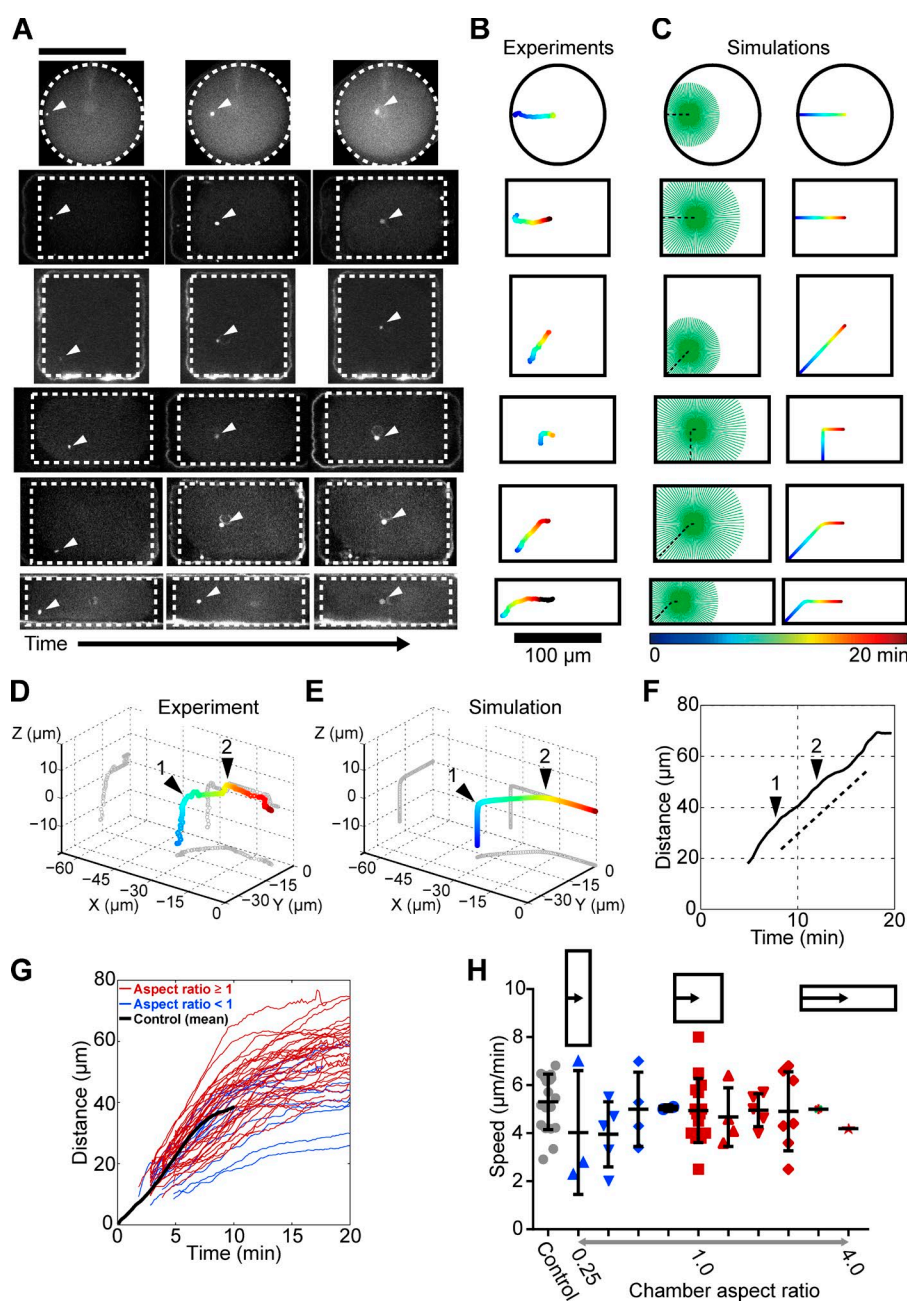 A
B
C
Experiments
Simulations
Time
100 µm
0
20 min
D
Experiment
Z (µm)
10
0
−10
1
2
−60
−45
−30
−15
0
X (µm)
−30
−15
0
Y (µm)
E
Simulation
Z (µm)
10
0
−10
1
2
−60
−45
−30
−15
0
X (µm)
−30
−15
0
Y (µm)
F
80
60
40
20
0
Distance (µm)
1
2
0
10
20
Time (min)
G
Aspect ratio ≥ 1
Aspect ratio < 1
Control (mean)
80
60
40
20
0
Distance (µm)
0
5
10
15
20
Time (min)
H
10
8
6
4
2
0
Speed (µm/min)
Control
0.25
1.0
4.0
Chamber aspect ratio